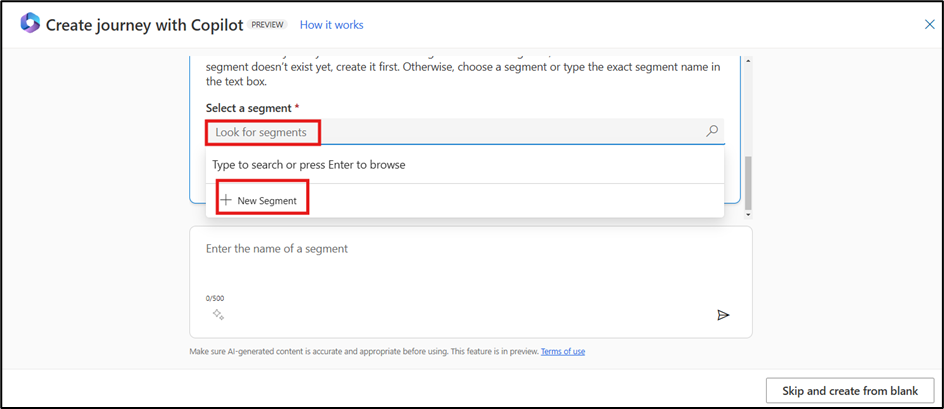 Create journey with Copilot PREVIEW How it works
segment doesn't exist yet, create it first. Otherwise, choose a segment or type the exact segment name in
the text box.
Select a segment *
Look for segments
Type to search or press Enter to browse
+ New Segment
Enter the name of a segment
0/500
Make sure AI-generated content is accurate and appropriate before using. This feature is in preview. Terms of use
Skip and create from blank